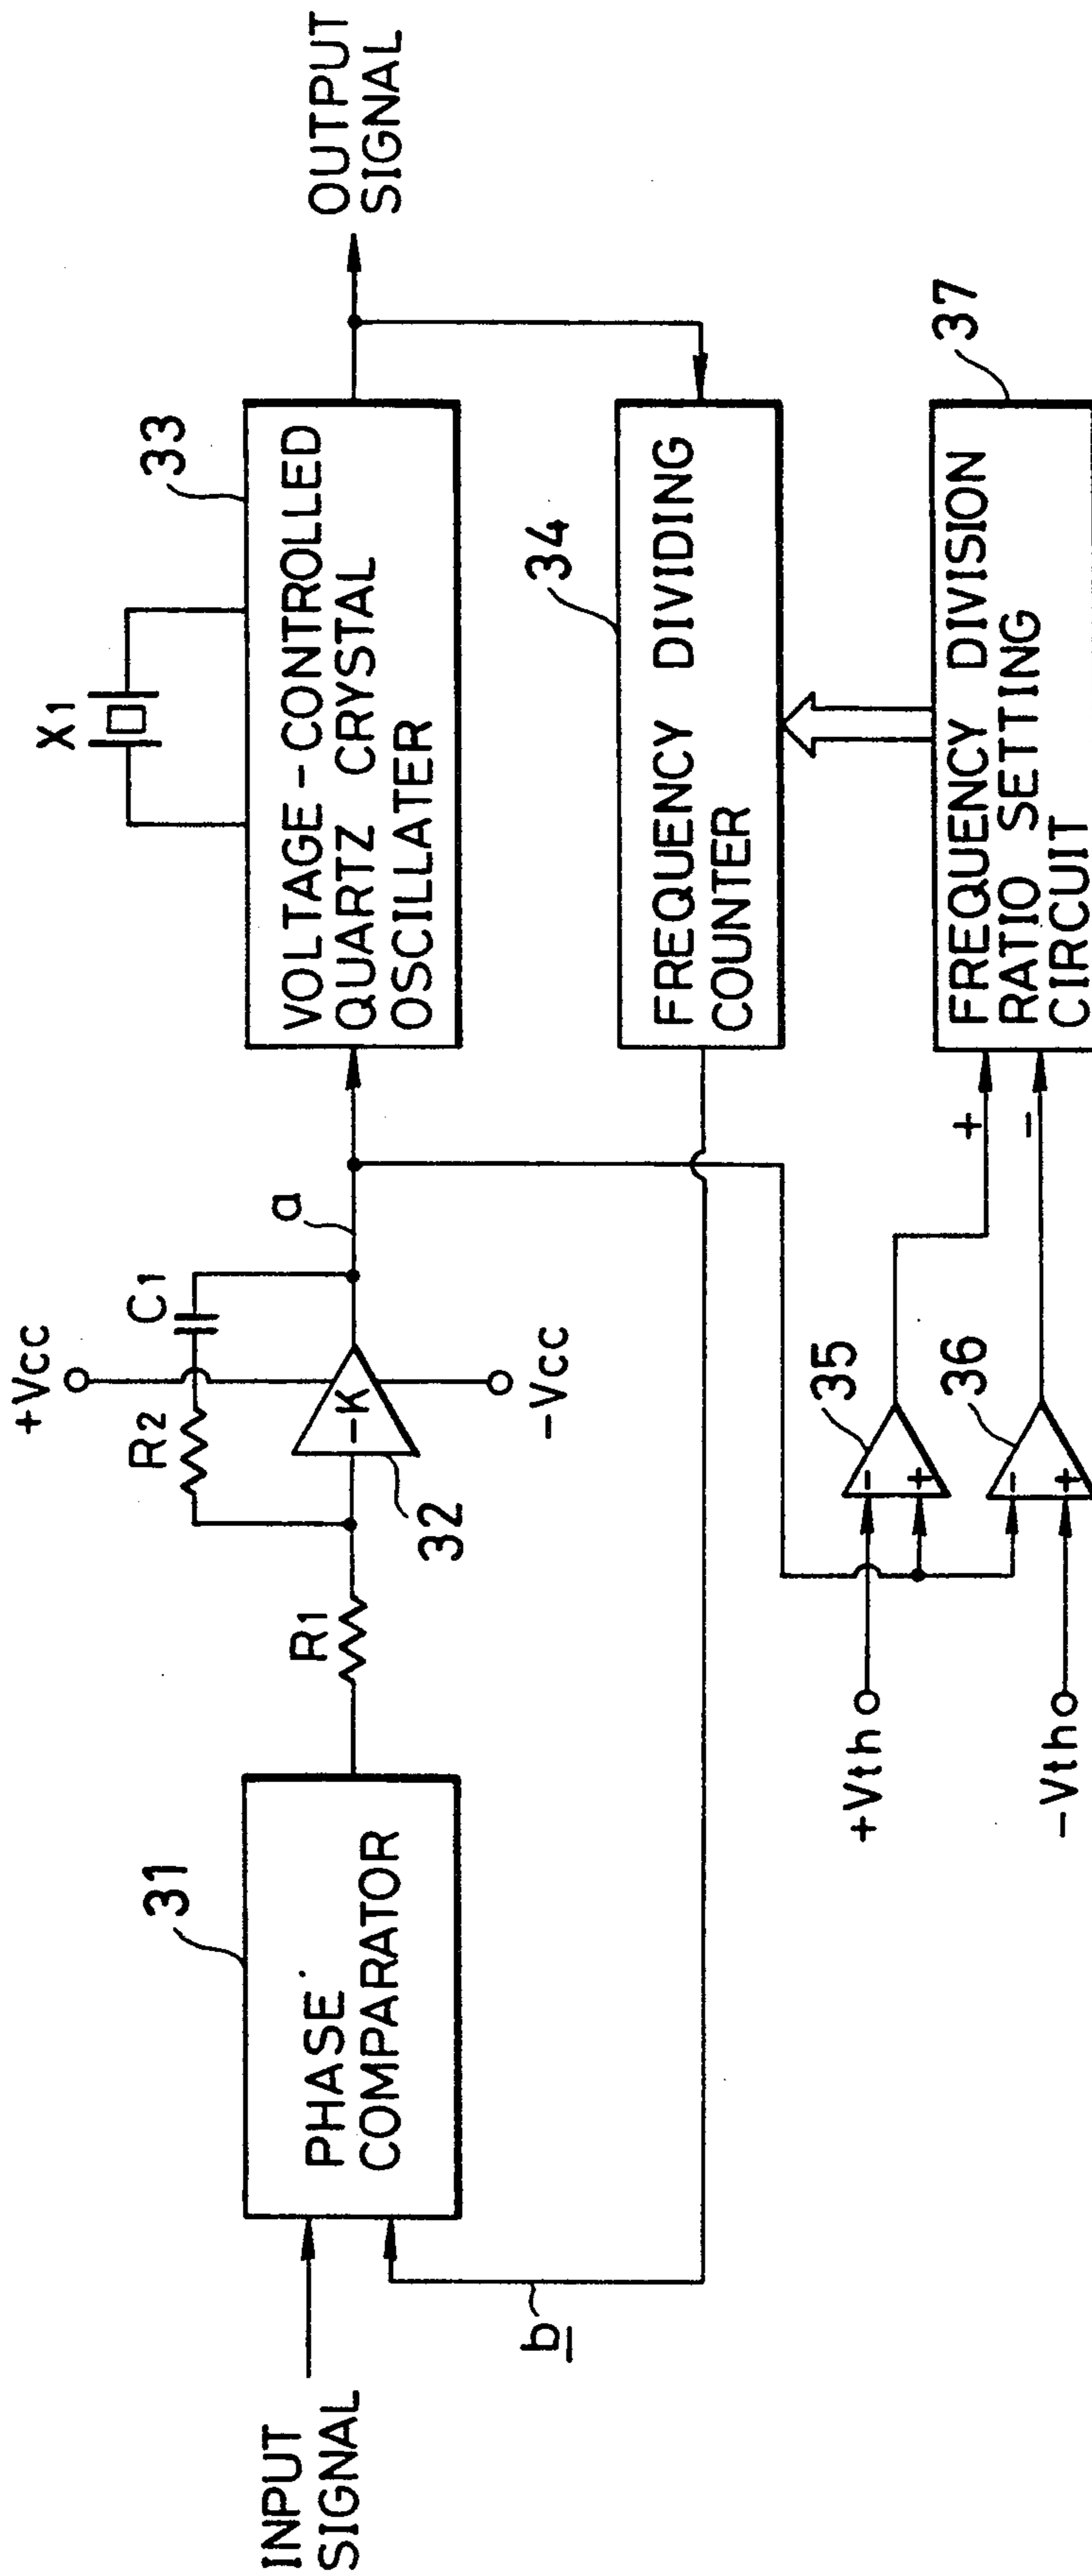 INPUT
SIGNAL
31
PHASE
COMPARATOR
b
R1
32
-K
R2
C1
+Vcc
-Vcc
a
X1
33
VOLTAGE-CONTROLLED
QUARTZ CRYSTAL
OSCILLATER
OUTPUT
SIGNAL
34
FREQUENCY DIVIDING
COUNTER
+Vth
-Vth
35
-
+
36
-
+
+
-
37
FREQUENCY DIVISION
RATIO SETTING
CIRCUIT